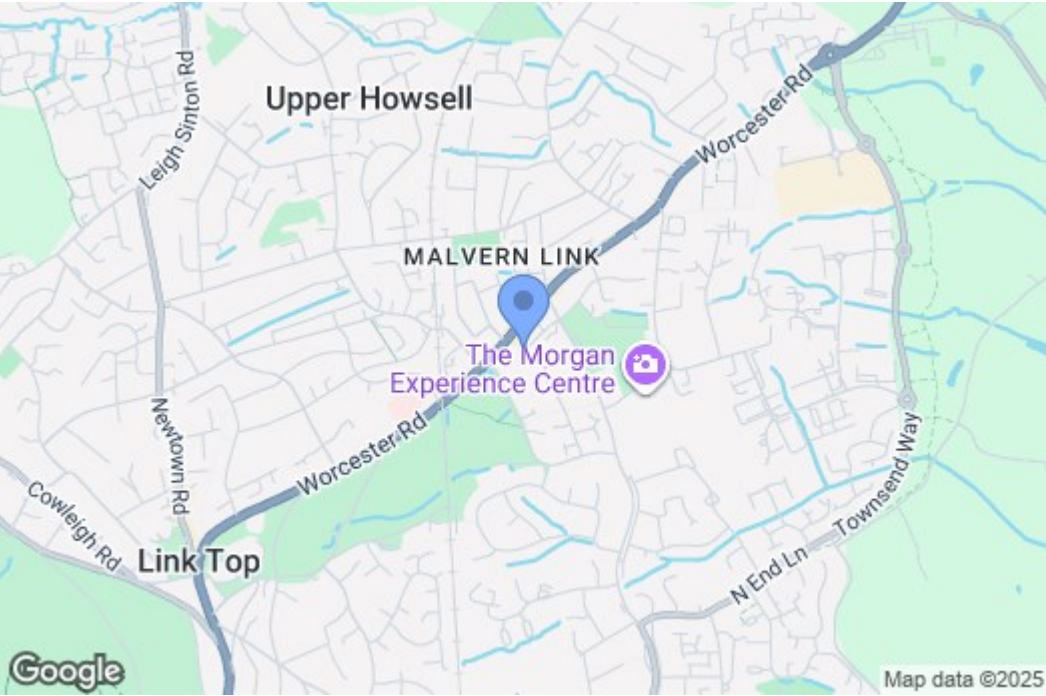 Upper Howsell
Leigh Sinton Rd
Worcester Rd
MALVERN LINK
The Morgan
Experience Centre
Newtown Rd
Worcester Rd
Cowleigh Rd
Link Top
Townsend Way
N End Ln
Google
Map data ©2025